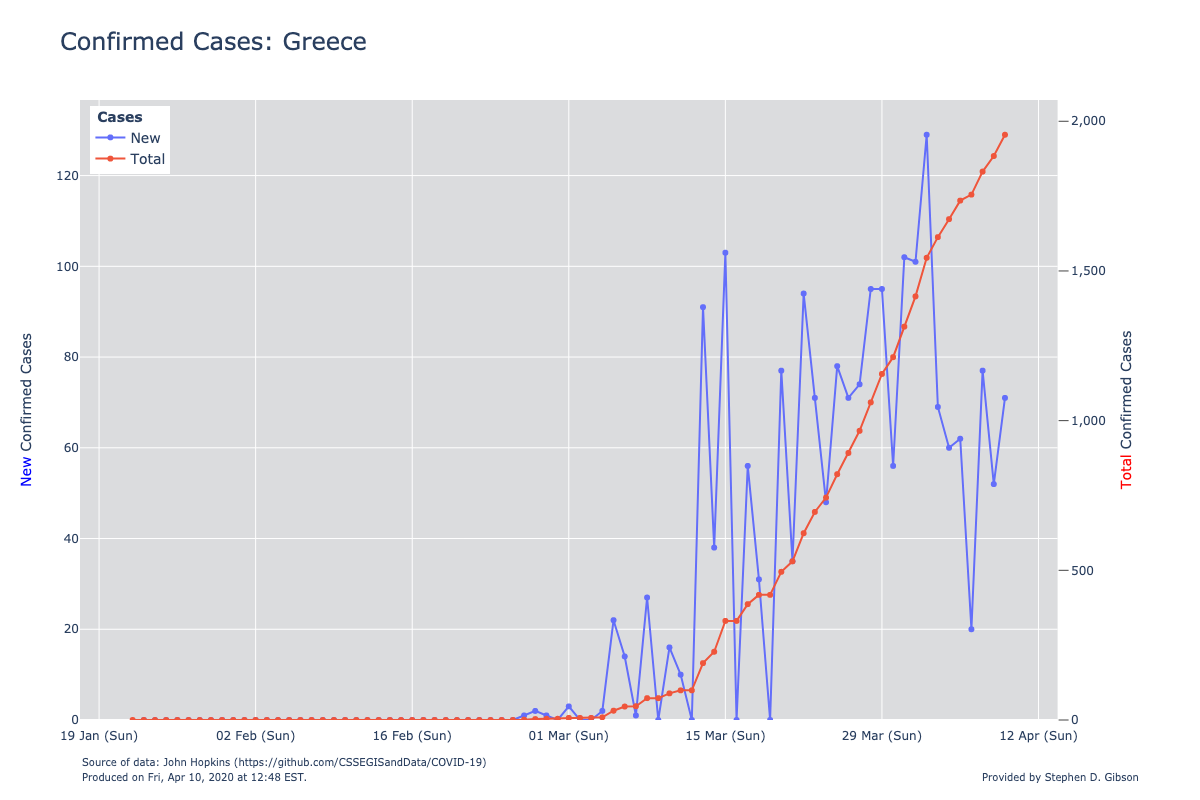 Confirmed Cases: Greece
Cases
New
Total
120
100
80
60
40
20
0
New Confirmed Cases
2,000
1,500
1,000
500
0
Total Confirmed Cases
19 Jan (Sun)
02 Feb (Sun)
16 Feb (Sun)
01 Mar (Sun)
15 Mar (Sun)
29 Mar (Sun)
12 Apr (Sun)
Source of data: John Hopkins (https://github.com/CSSEGISandData/COVID-19)
Produced on Fri, Apr 10, 2020 at 12:48 EST.
Provided by Stephen D. Gibson